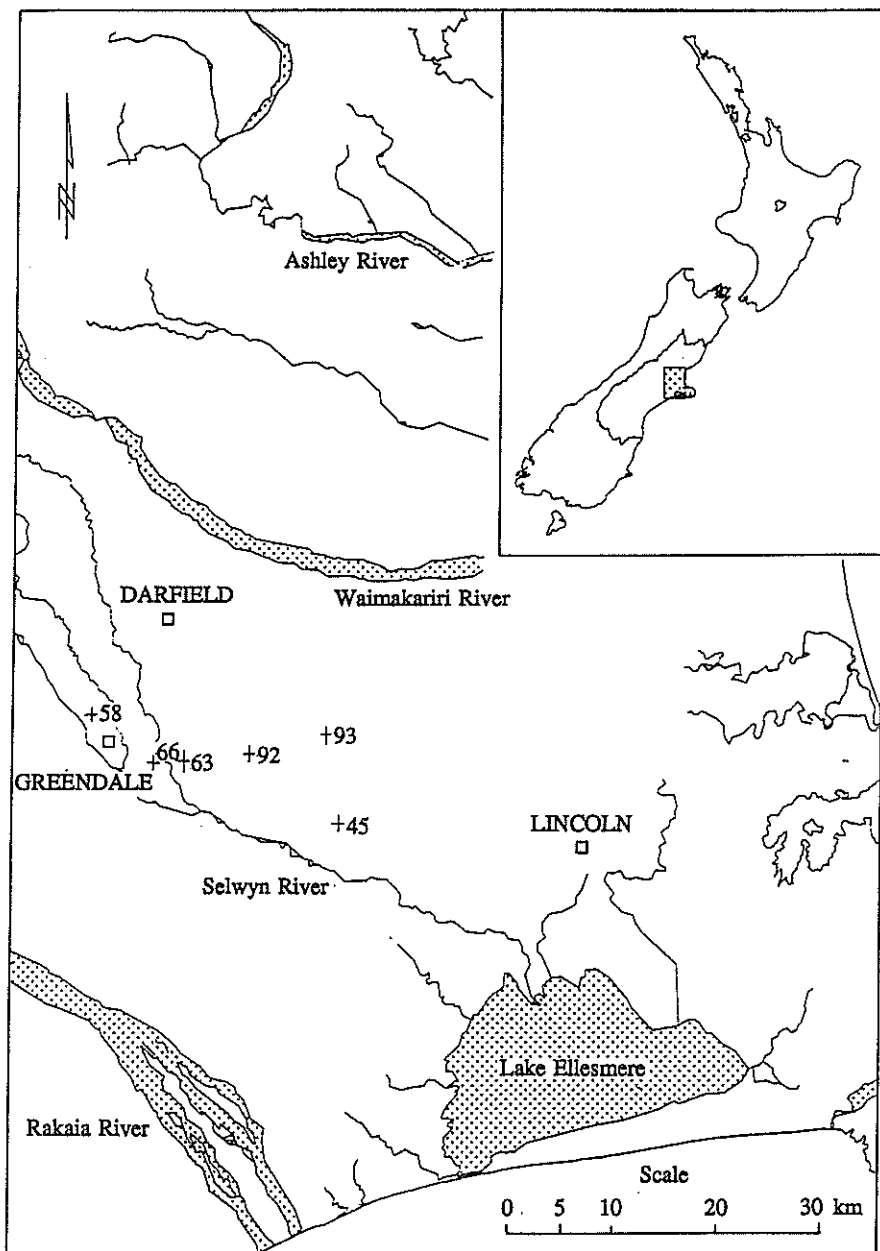 Ashley River
DARFIELD
Waimakariri River
+58
66
+63
+92
+93
GREENDALE
+45
LINCOLN
Selwyn River
Lake Ellesmere
Rakaia River
Scale
0 5 10 20 30 km
N